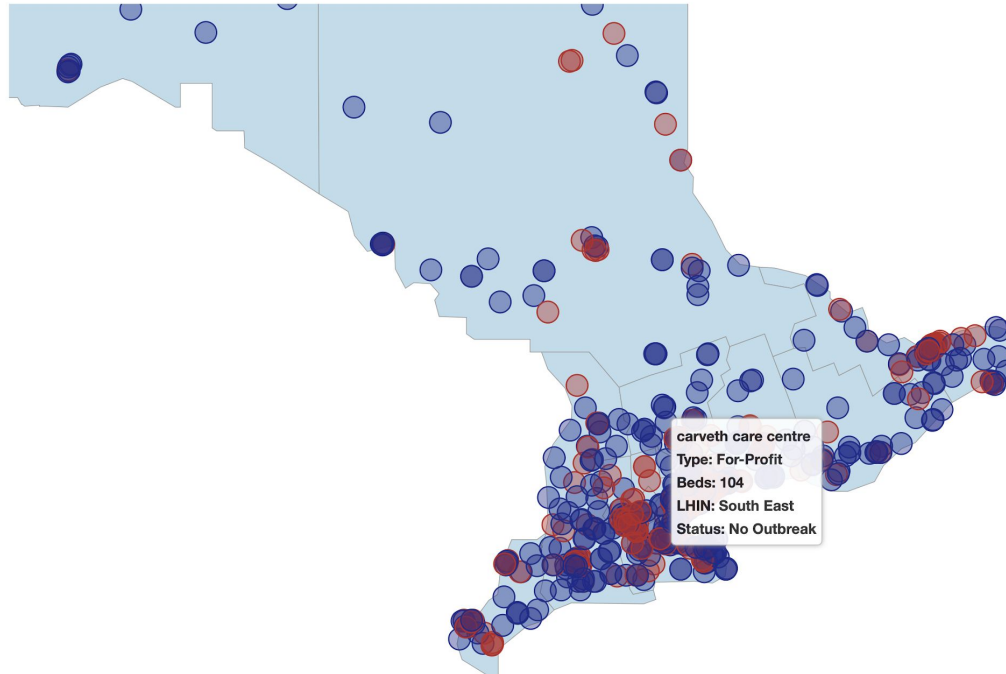 carveth care centre
Type: For-Profit
Beds: 104
LHIN: South East
Status: No Outbreak